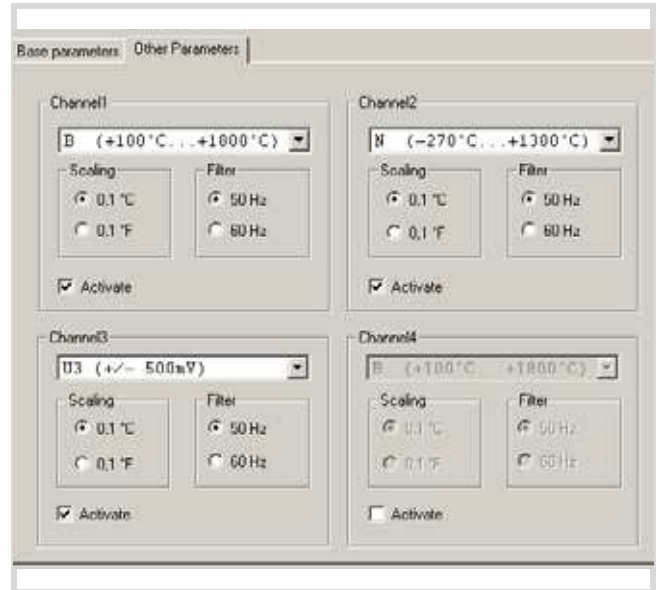 Base parameters Other Parameters
Channel1
B (+100°C...+1800°C)
Scaling
0.1 °C
0.1 °F
Filter
50 Hz
60 Hz
Activate
Channel2
N (-270°C...+1300°C)
Scaling
0.1 °C
0,1 °F
Filter
50 Hz
60 Hz
Activate
Channel3
U3 (+/- 500mV)
Scaling
0.1 °C
0,1 °F
Filter
50 Hz
60 Hz
Activate
Channel4
B (+100°C...+1800°C)
Scaling
0.1 °C
0.1 °F
Filter
50 Hz
60 Hz
Activate